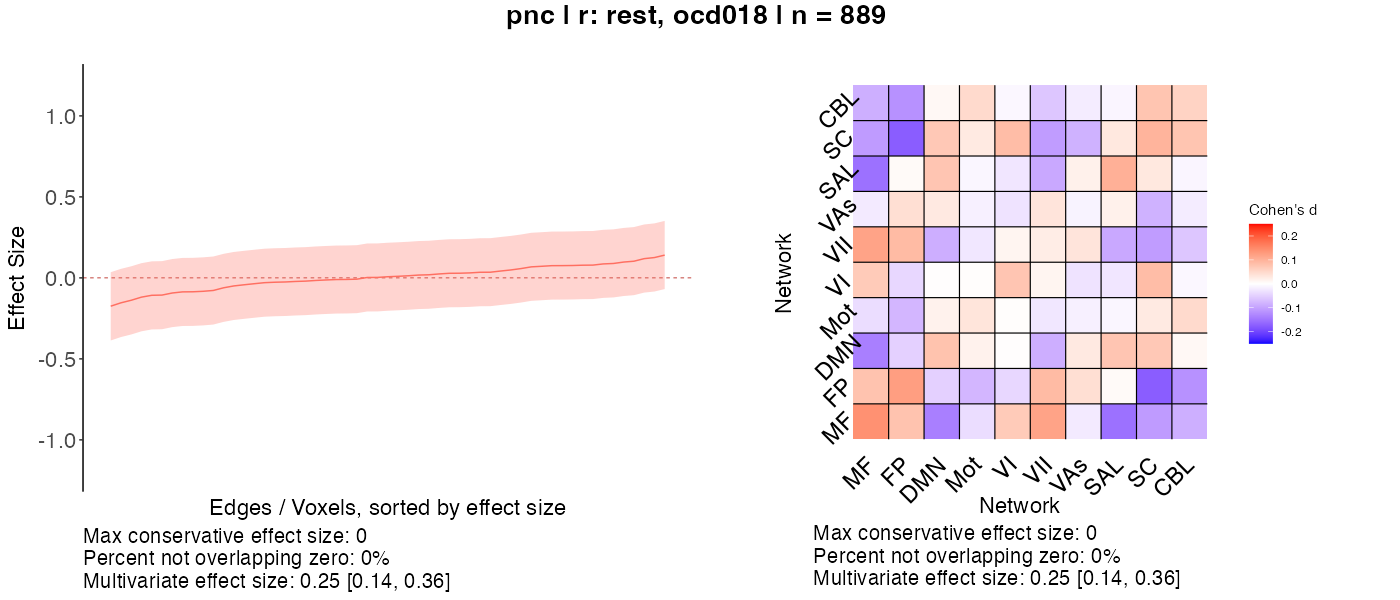 pnc | r: rest, ocd018 | n = 889
Effect Size
1.0
0.5
0.0
-0.5
-1.0
Edges / Voxels, sorted by effect size
Max conservative effect size: 0
Percent not overlapping zero: 0%
Multivariate effect size: 0.25 [0.14, 0.36]
Network
CBL
SC
SAL
VAs
VII
VI
Mot
DMN
FP
MF
MF
FP
DMN
Mot
VI
VII
VAs
SAL
SC
CBL
Network
Max conservative effect size: 0
Percent not overlapping zero: 0%
Multivariate effect size: 0.25 [0.14, 0.36]
Cohen's d
0.2
0.1
0.0
-0.1
-0.2